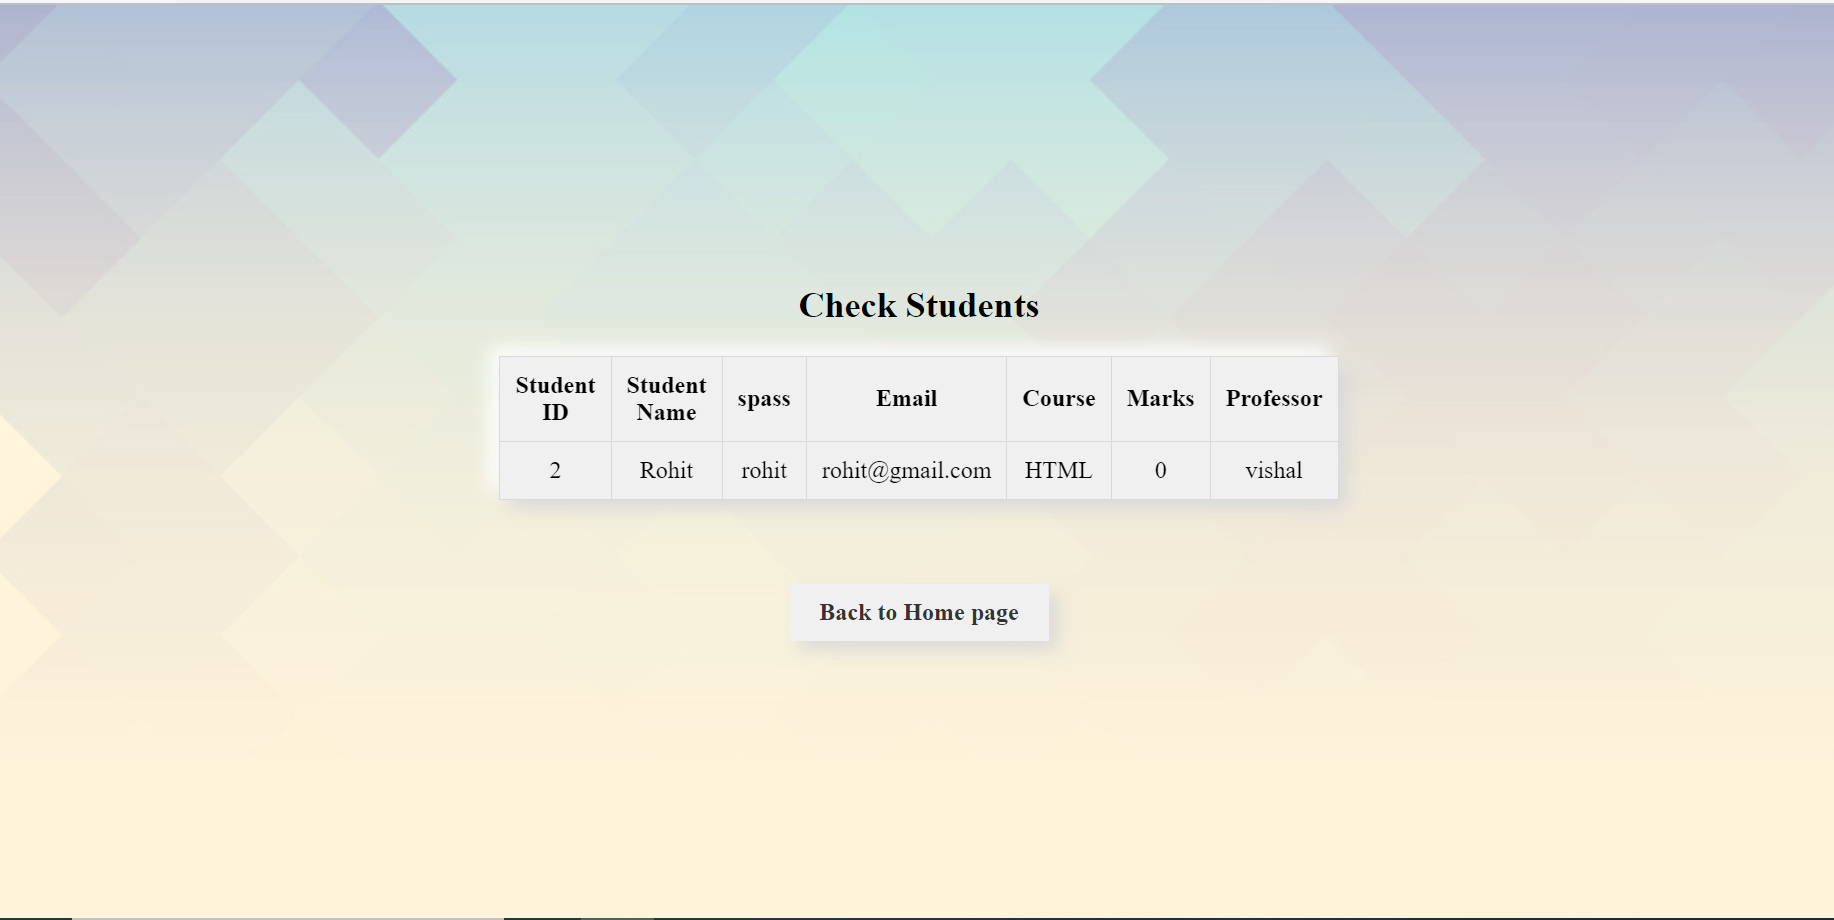 Check Students
Student ID Student Name spass Email Course Marks Professor
2 Rohit rohit rohit@gmail.com HTML 0 vishal
Back to Home page